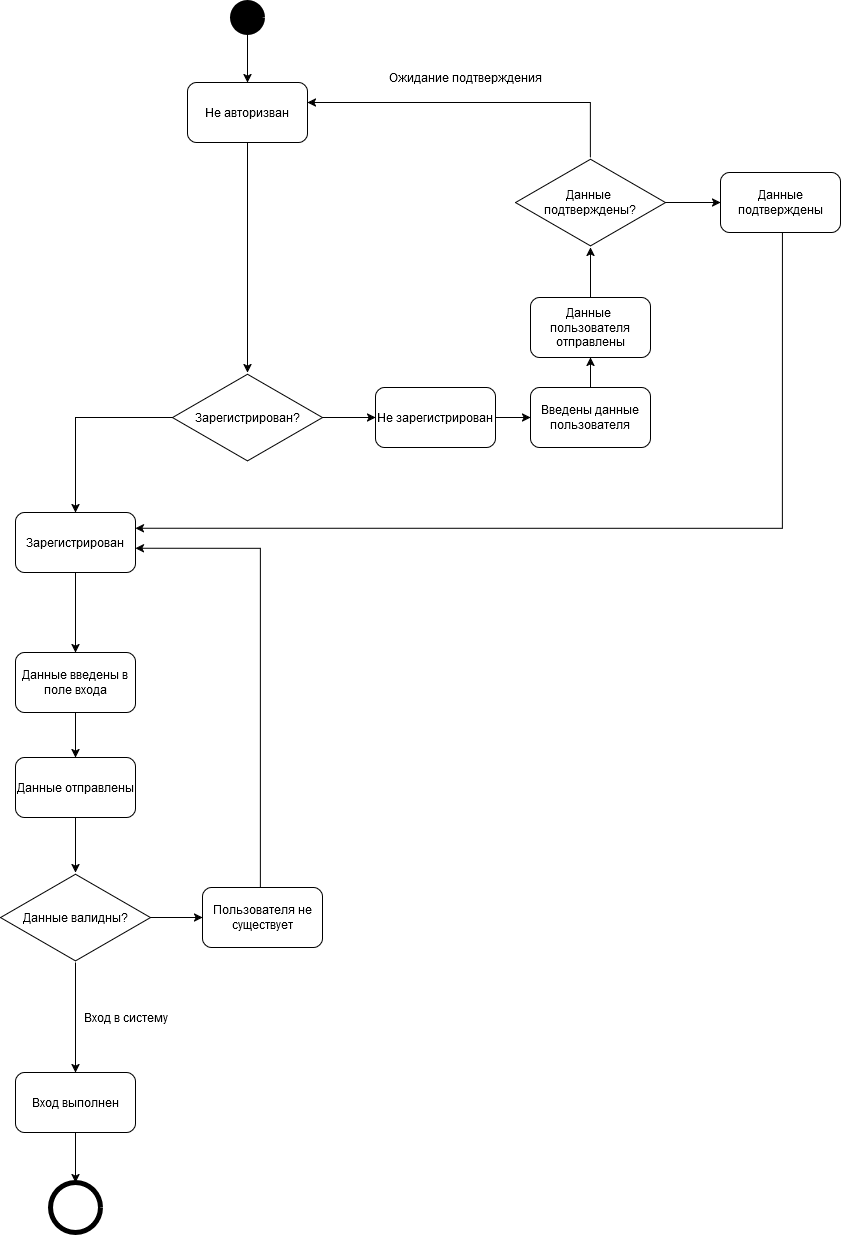 Ожидание подтверждения
Не авторизван
Данные
подтверждены?
Данные
подтверждены
Данные
пользователя
отправлены
Зарегистрирован?
Не зарегистрирован
Введены данные
пользователя
Зарегистрирован
Данные введены в
поле входа
Данные отправлены
Данные валидны?
Пользователя не
существует
Вход в систему
Вход выполнен